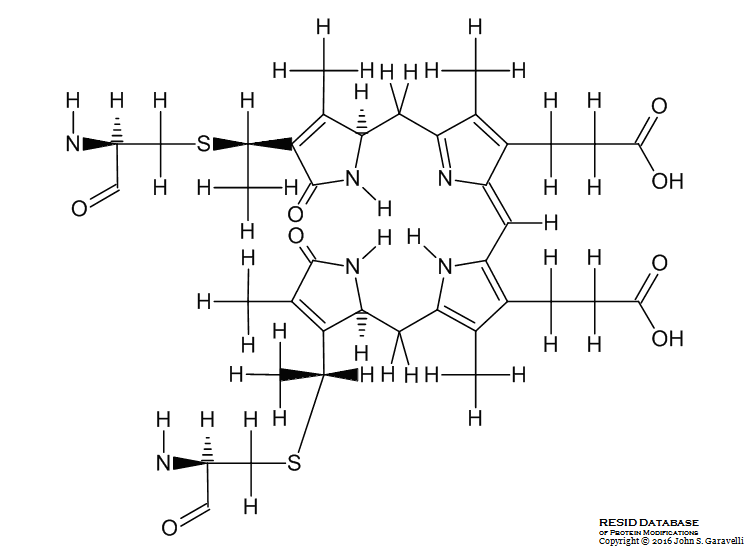 H H
H H H H H H
H
H H H H H H O
N S
H H H N N H H OH
O O H
H H
O H H
H N N H H O
H
H H H H H OH
H H H H H H
H H H H H
N S
H
O
RESID DATABASE
OF PROTEIN MODIFICATIONS
Copyright © 2016 John S. Garavelli